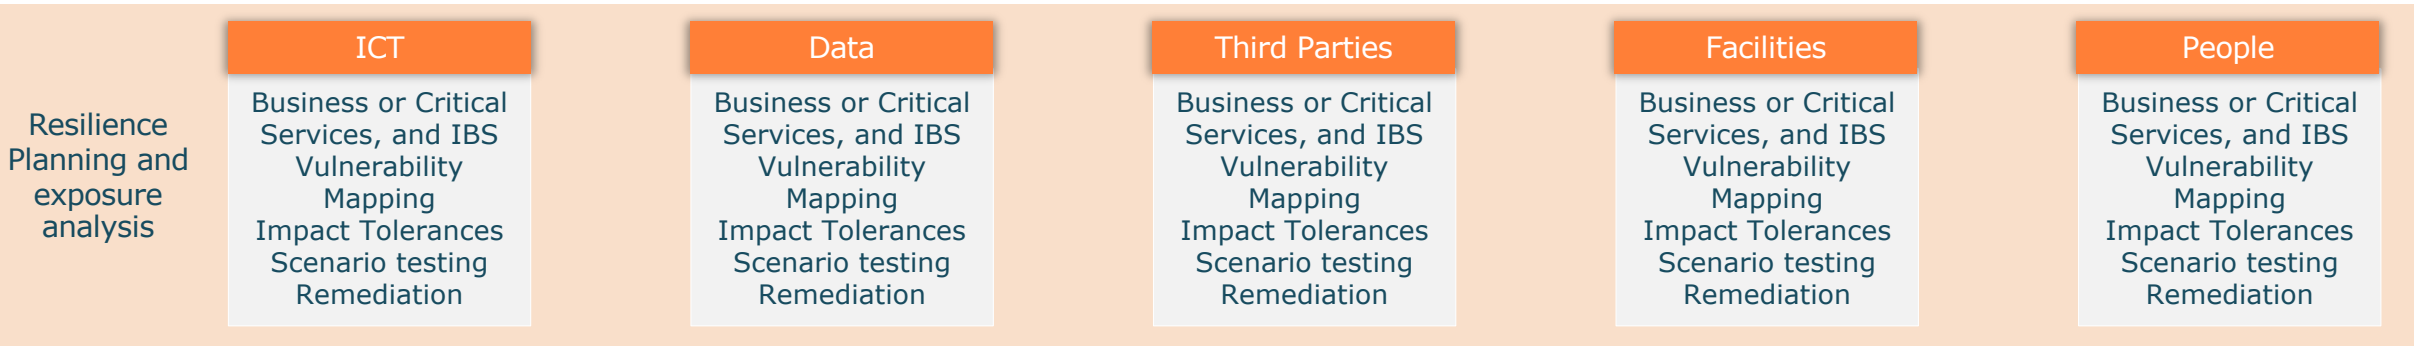 Resilience
Planning and
exposure
analysis
ICT
Business or Critical
Services, and IBS
Vulnerability
Mapping
Impact Tolerances
Scenario testing
Remediation
Data
Business or Critical
Services, and IBS
Vulnerability
Mapping
Impact Tolerances
Scenario testing
Remediation
Third Parties
Business or Critical
Services, and IBS
Vulnerability
Mapping
Impact Tolerances
Scenario testing
Remediation
Facilities
Business or Critical
Services, and IBS
Vulnerability
Mapping
Impact Tolerances
Scenario testing
Remediation
People
Business or Critical
Services, and IBS
Vulnerability
Mapping
Impact Tolerances
Scenario testing
Remediation